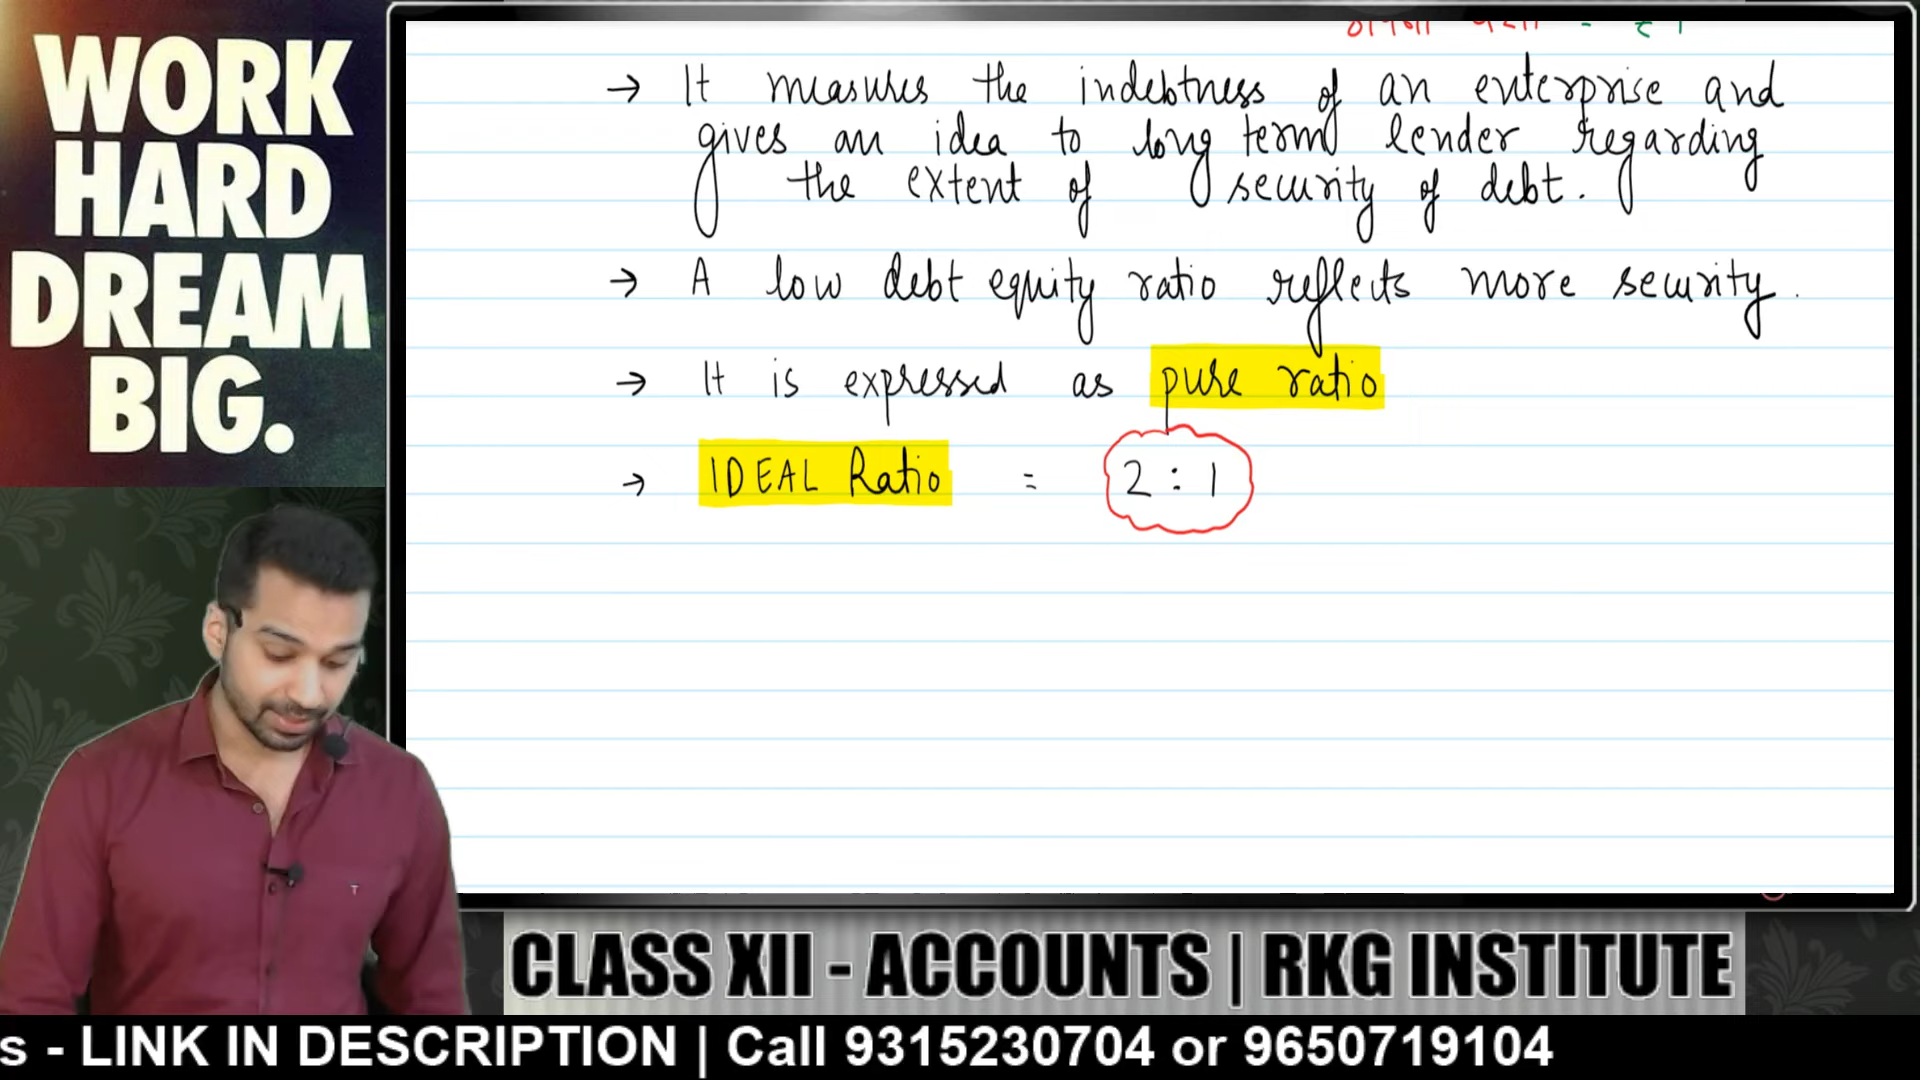 WORK
HARD
DREAM
BIG.
→ It measures the indebtness of an enterprise and
gives an idea to long term lender regarding
the extent of security of debt.
→ A low debt equity ratio reflects more security.
→ It is expressed as pure ratio
→ IDEAL Ratio = 2 : 1
CLASS XII - ACCOUNTS | RKG INSTITUTE
s - LINK IN DESCRIPTION | Call 9315230704 or 9650719104